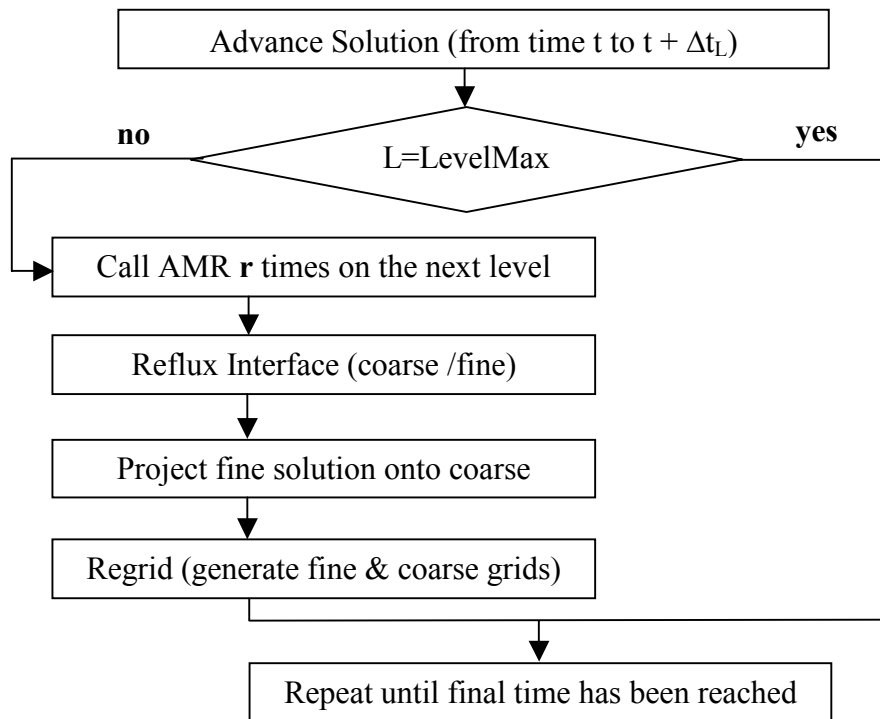 Advance Solution (from time t to t + Δt_L)
no
yes
L=LevelMax
Call AMR r times on the next level
Reflux Interface (coarse /fine)
Project fine solution onto coarse
Regrid (generate fine & coarse grids)
Repeat until final time has been reached